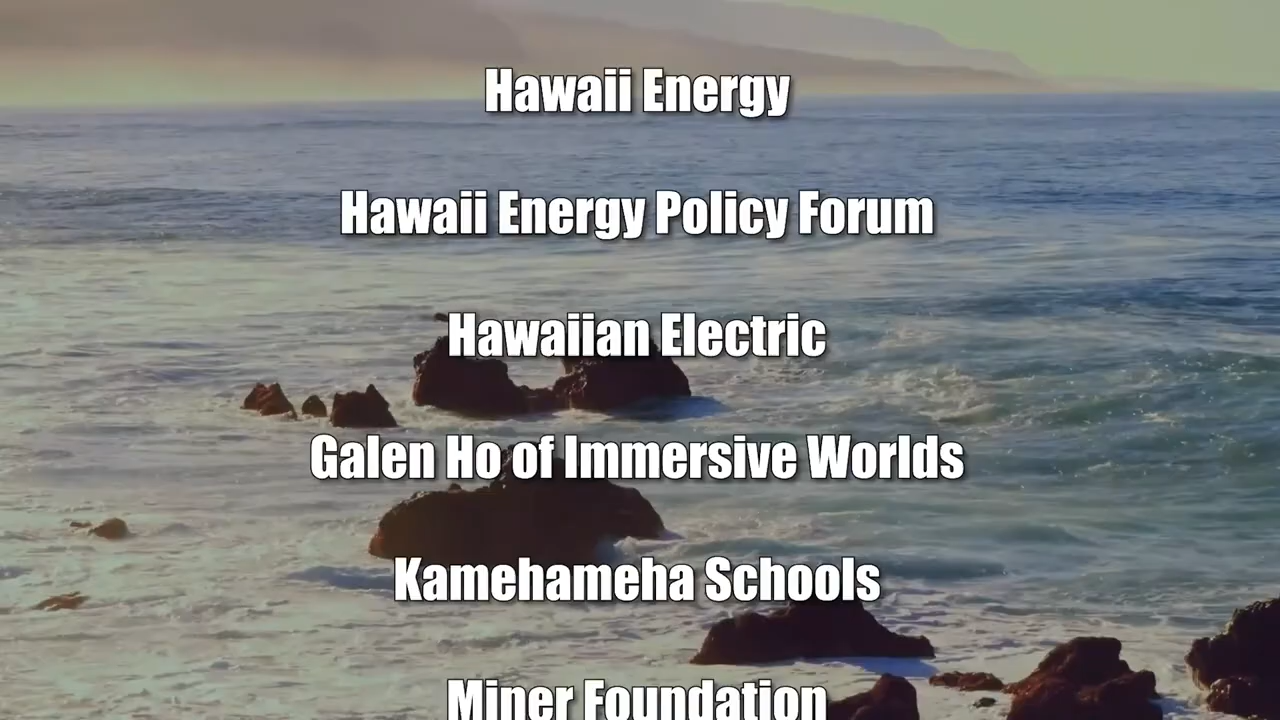 Hawaii Energy
Hawaii Energy Policy Forum
Hawaiian Electric
Galen Ho of Immersive Worlds
Kamehameha Schools
Miner Foundation